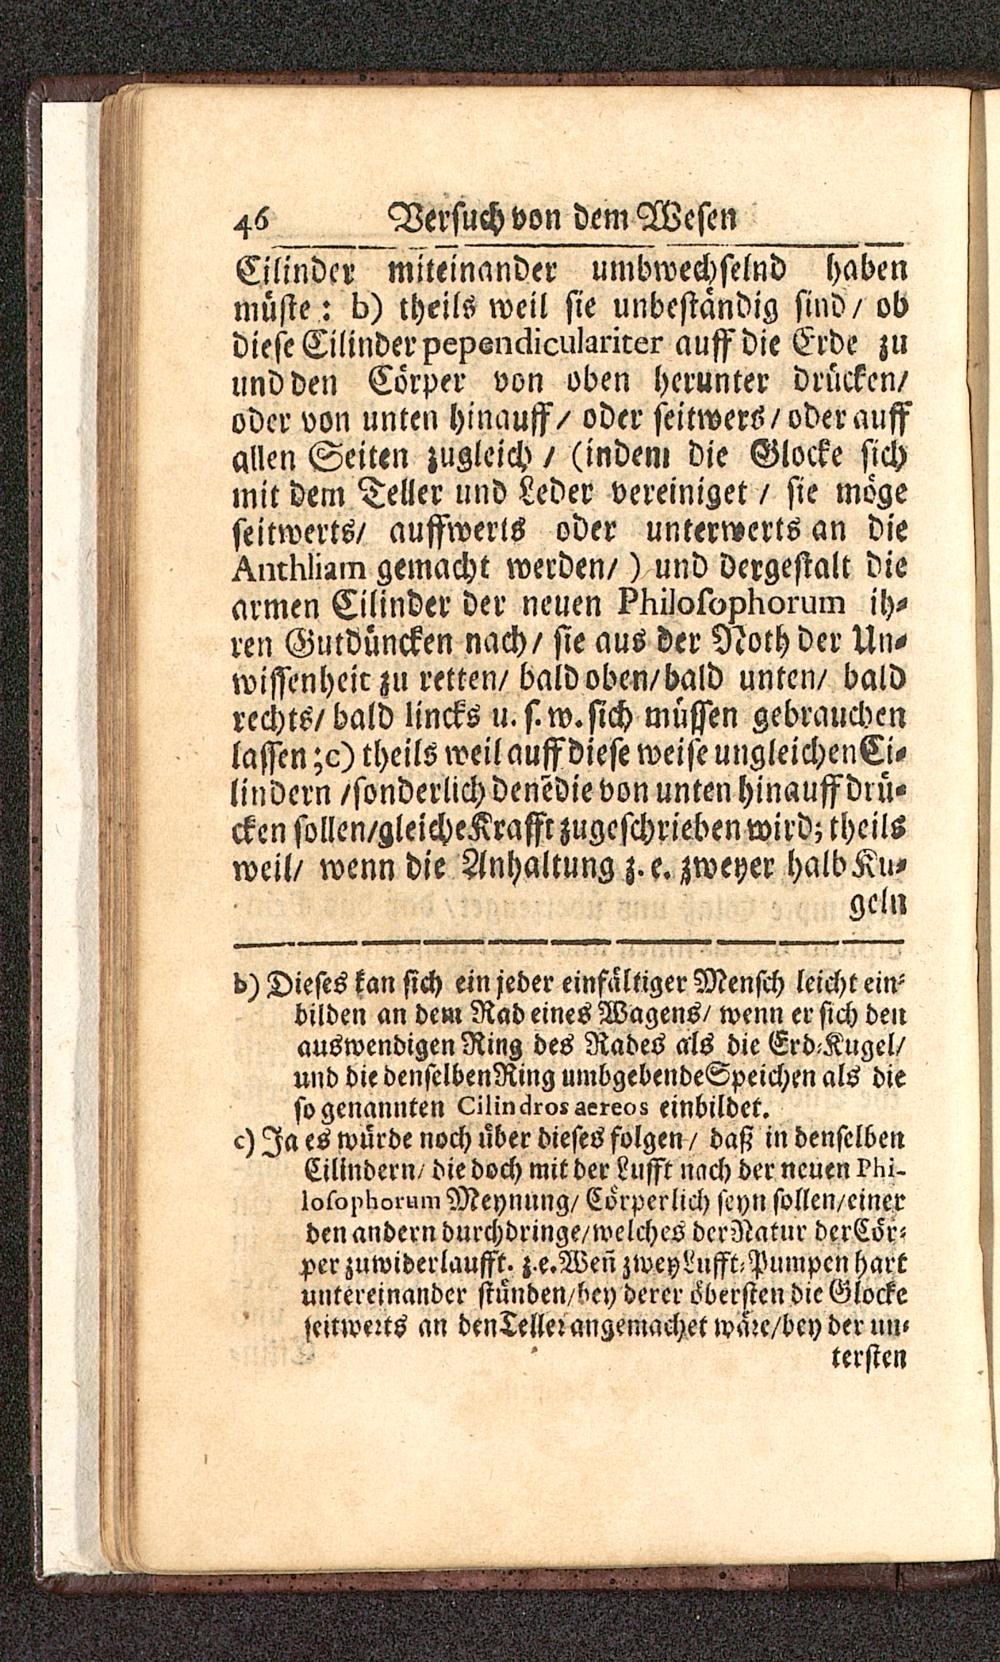 46 Versuch von dem Wesen
Cilinder miteinander umbwechselnd haben
müste: b) theils weil sie unbeständig sind/ ob
diese Cilinder pependiculariter auff die Erde zu
und den Cörper von oben herunter drücken/
oder von unten hinauff/ oder seitwers/ oder auff
allen Seiten zugleich/ (indem die Glocke sich
mit dem Teller und Leder vereiniget/ sie möge
seitwerts/ auffwerts oder unterwerts an die
Anthliam gemacht werden/) und dergestalt die
armen Cilinder der neuen Philosophorum ih-
ren Gutdüncken nach/ sie aus der Noth der Un-
wissenheit zu retten/ bald oben/ bald unten/ bald
rechts/ bald lincks u. s. w. sich müssen gebrauchen
lassen; c) theils weil auff diese weise ungleichen Ci-
lindern/ sonderlich denē die von unten hinauff drü-
cken sollen/ gleiche Krafft zugeschrieben wird; theils
weil/ wenn die Anhaltung z. e. zweyer halb Ku-
geln
b) Dieses kan sich ein jeder einfältiger Mensch leicht ein-
bilden an dem Rad eines Wagens/ wenn er sich den
auswendigen Ring des Rades als die Erd-Kugel/
und die denselben Ring umbgebende Speichen als die
so genannten Cilindros aereos einbildet.
c) Ja es würde noch über dieses folgen/ daß in denselben
Cilindern/ die doch mit der Lufft nach der neuen Phi-
losophorum Meynung/ Cörperlich seyn sollen/ einer
den andern durchdringe/ welches der Natur der Cör-
per zuwider laufft. z. e. Weñ zwey Lufft-Pumpen hart
untereinander stünden/ bey derer öbersten die Glocke
seitwerts an den Teller angemachet wäre/ bey der un-
tersten